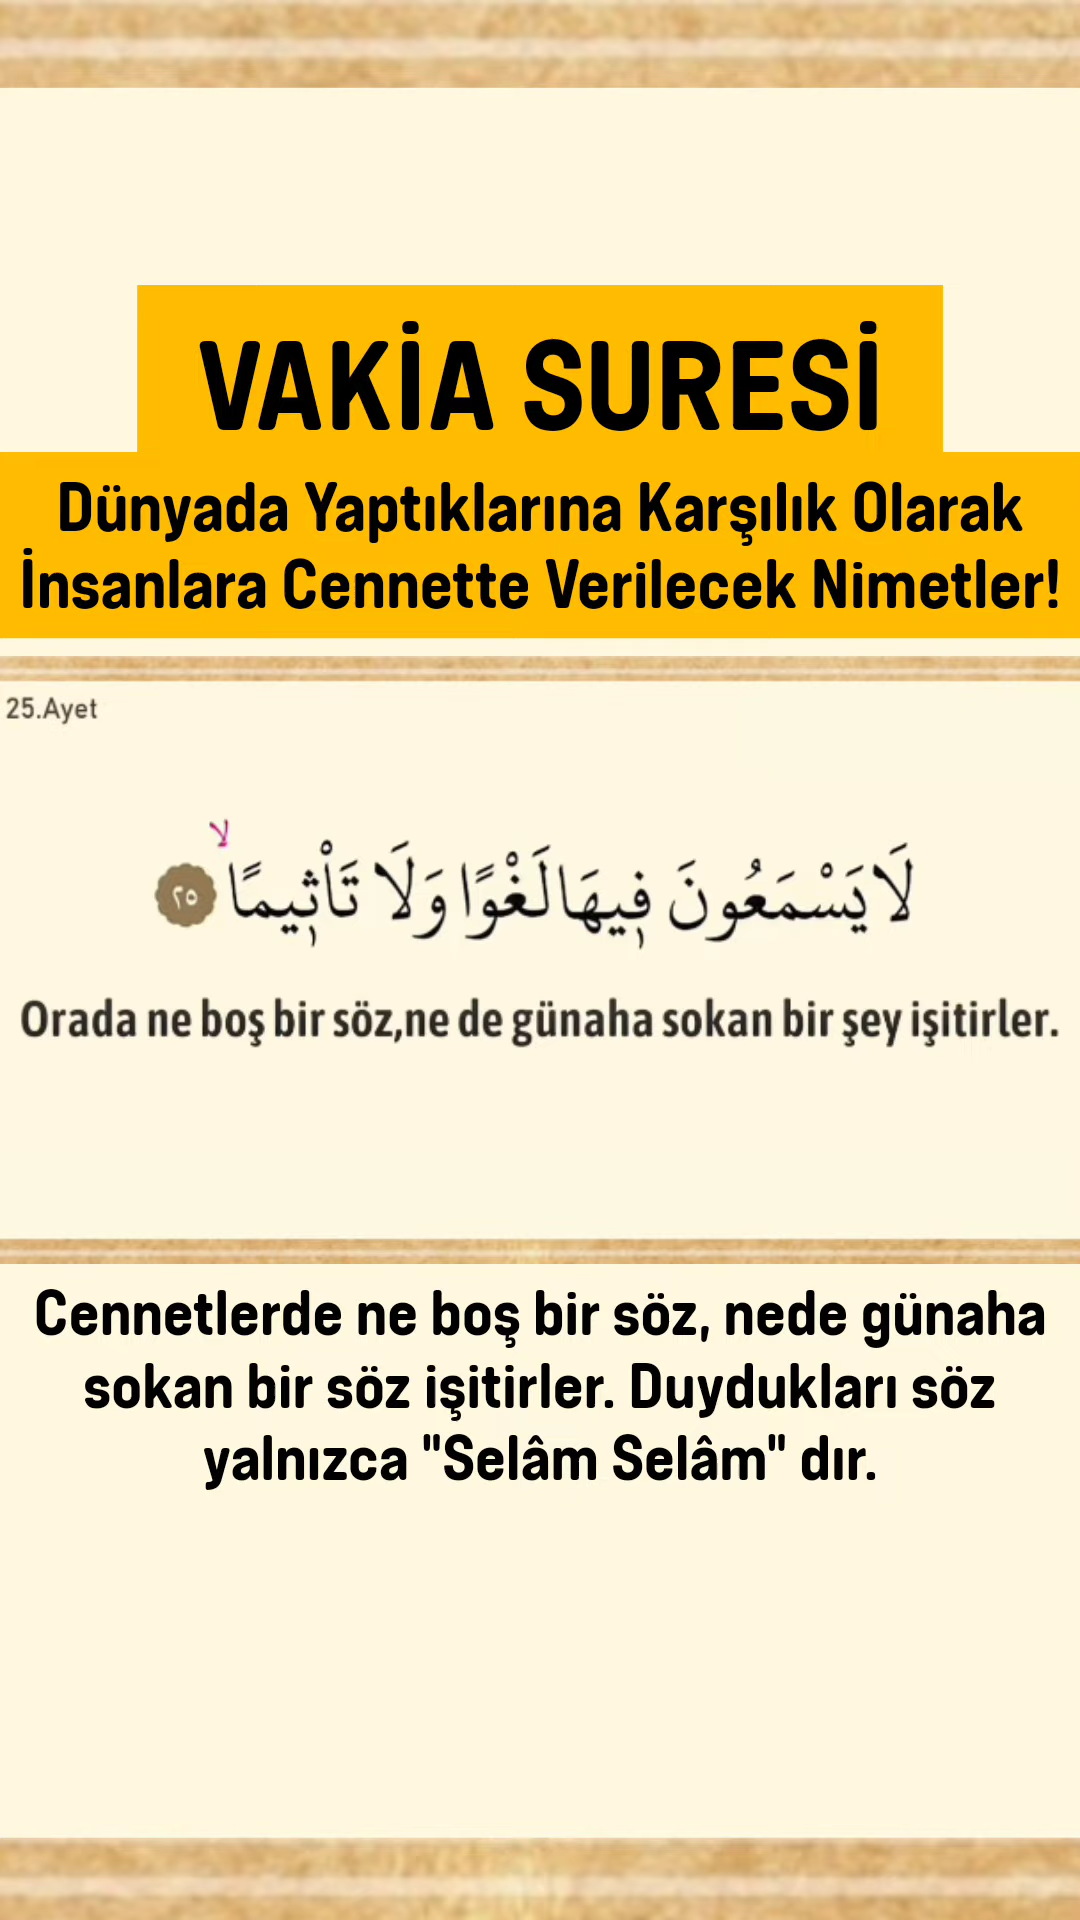 VAKİA SURESİ
Dünyada Yaptıklarına Karşılık Olarak
İnsanlara Cennette Verilecek Nimetler!
25.Ayet
لَا يَسْمَعُونَ فٖيهَا لَغْوًا وَلَا تَأْثٖيمًاۙ ﴿٢٥﴾
Orada ne boş bir söz,ne de günaha sokan bir şey işitirler.
Cennetlerde ne boş bir söz, nede günaha
sokan bir söz işitirler. Duydukları söz
yalnızca "Selâm Selâm" dır.